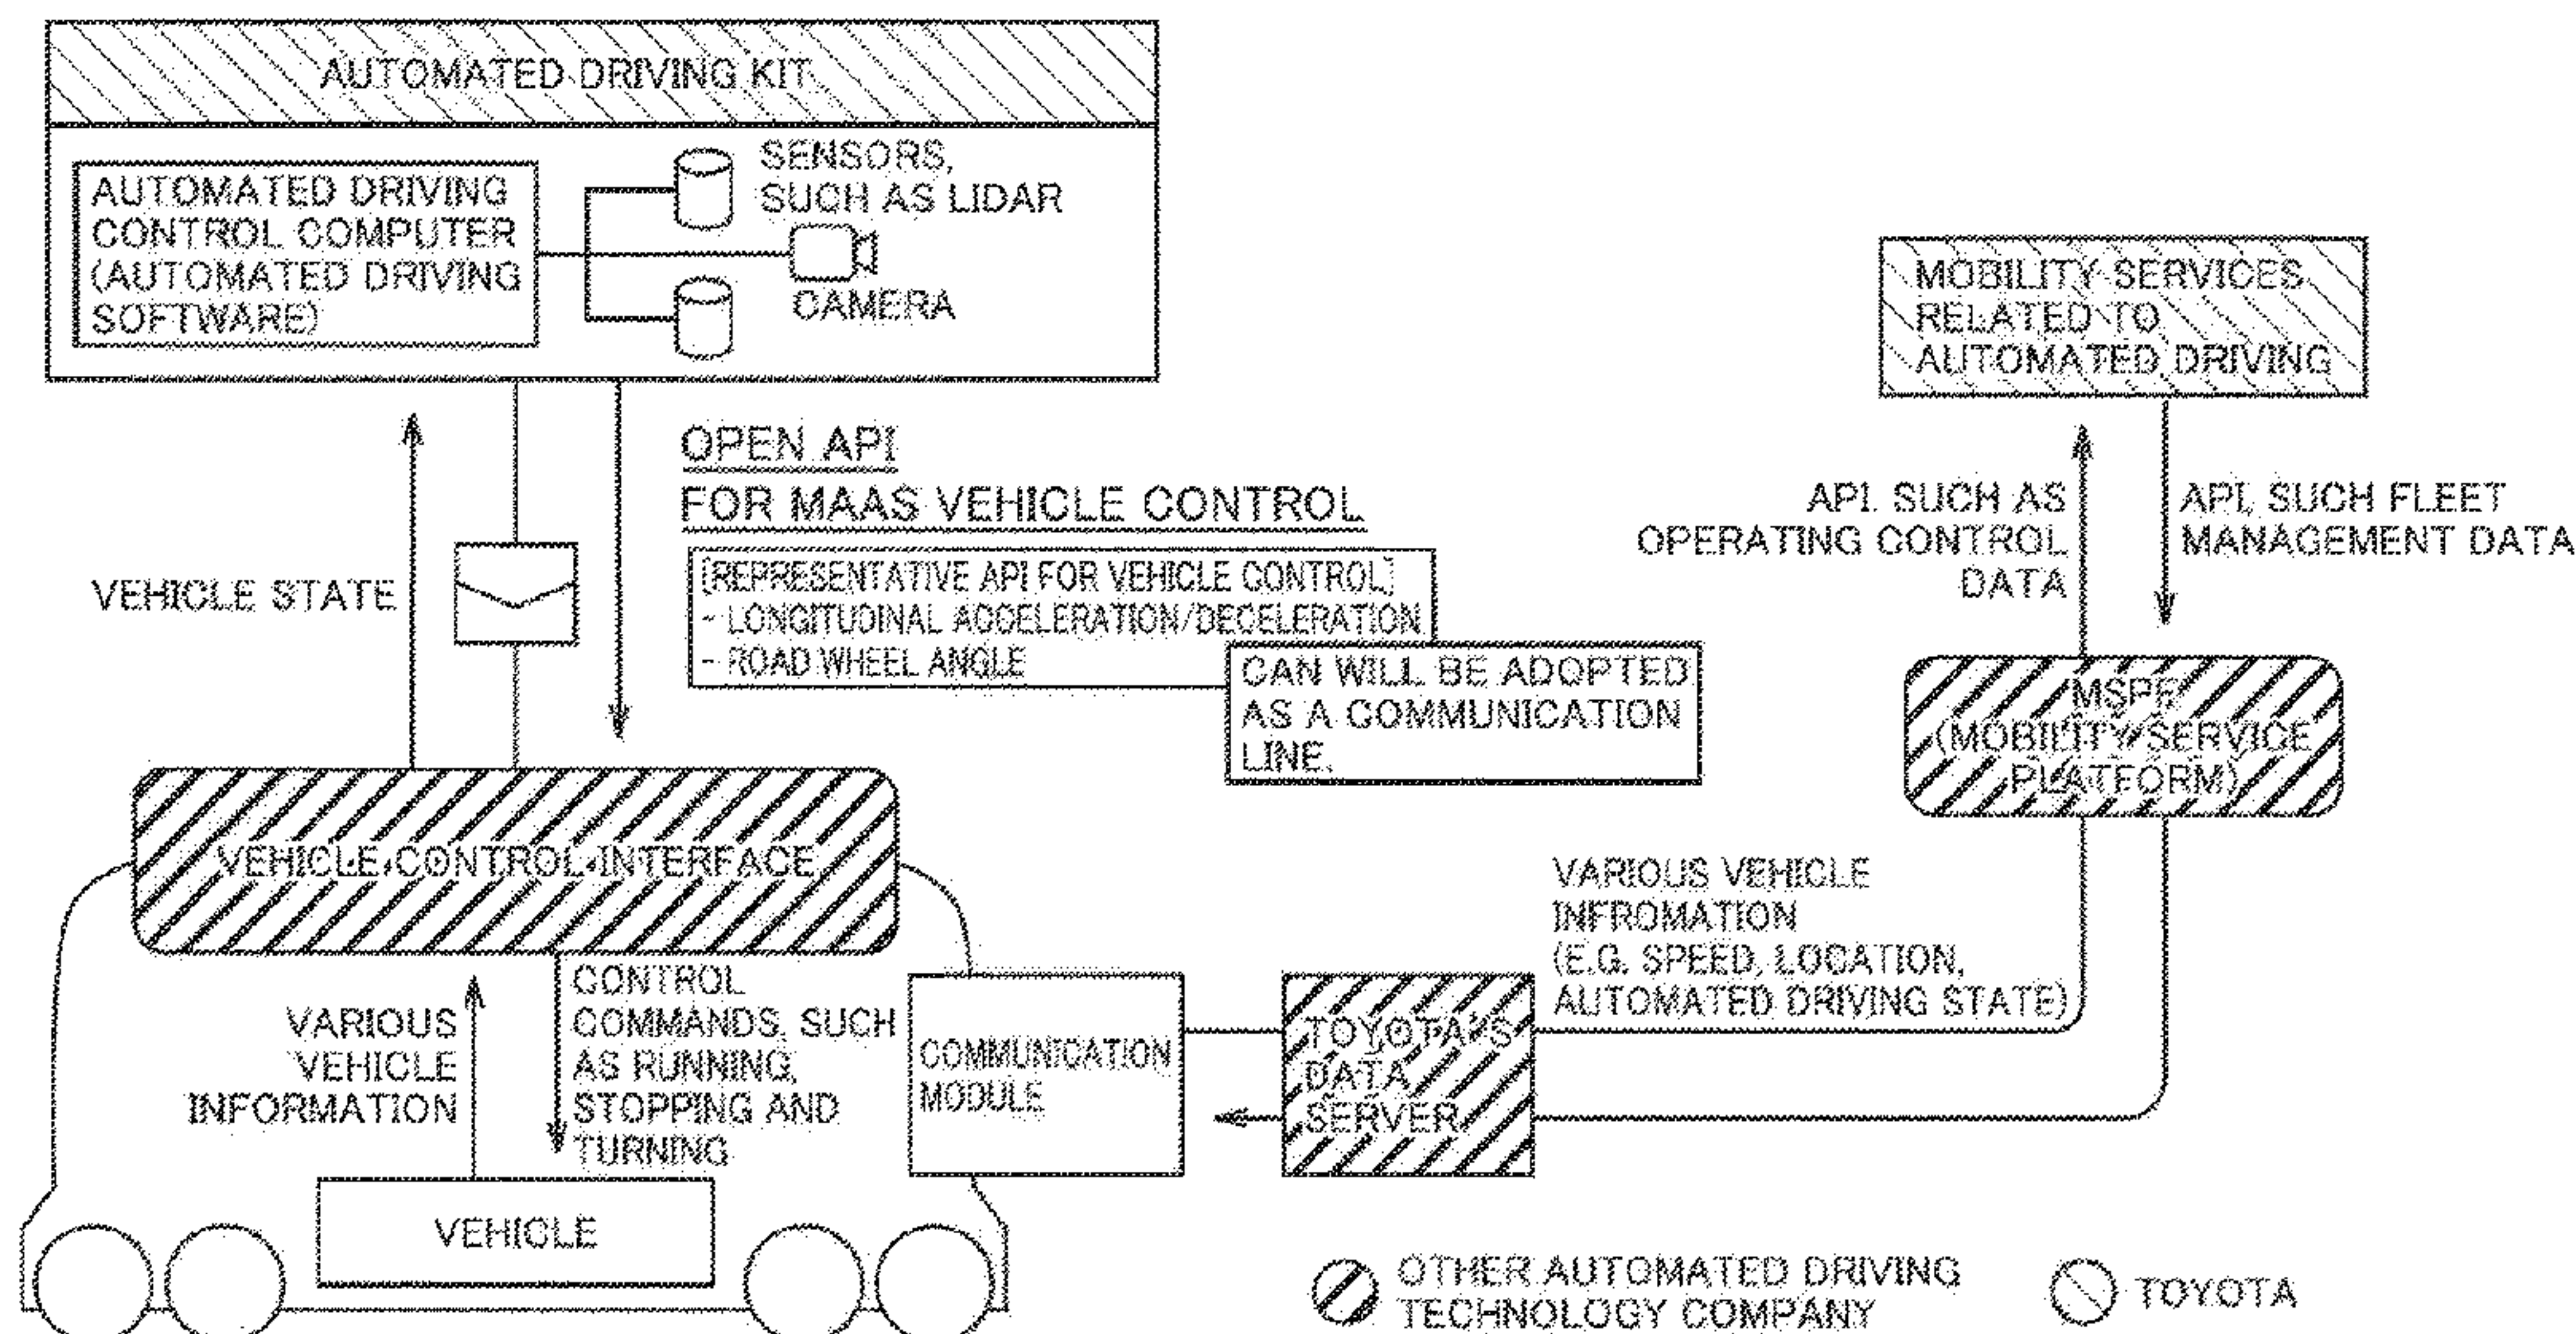 AUTOMATED DRIVING KIT
AUTOMATED DRIVING
CONTROL COMPUTER
(AUTOMATED DRIVING
SOFTWARE)
SENSORS,
SUCH AS LIDAR
CAMERA
MOBILITY SERVICES
RELATED TO
AUTOMATED DRIVING
VEHICLE STATE
OPEN API
FOR MAAS VEHICLE CONTROL
[REPRESENTATIVE API FOR VEHICLE CONTROL]
- LONGITUDINAL ACCELERATION/DECELERATION
- ROAD WHEEL ANGLE
CAN WILL BE ADOPTED
AS A COMMUNICATION
LINE.
API. SUCH AS
OPERATING CONTROL
DATA
API, SUCH FLEET
MANAGEMENT DATA
MSPF
(MOBILITY SERVICE
PLATFORM)
VEHICLE CONTROL INTERFACE
VARIOUS
VEHICLE
INFORMATION
CONTROL
COMMANDS, SUCH
AS RUNNING,
STOPPING AND
TURNING
VEHICLE
COMMUNICATION
MODULE
TOYOTA'S
DATA
SERVER
VARIOUS VEHICLE
INFROMATION
(E.G. SPEED, LOCATION,
AUTOMATED DRIVING STATE)
OTHER AUTOMATED DRIVING
TECHNOLOGY COMPANY
TOYOTA